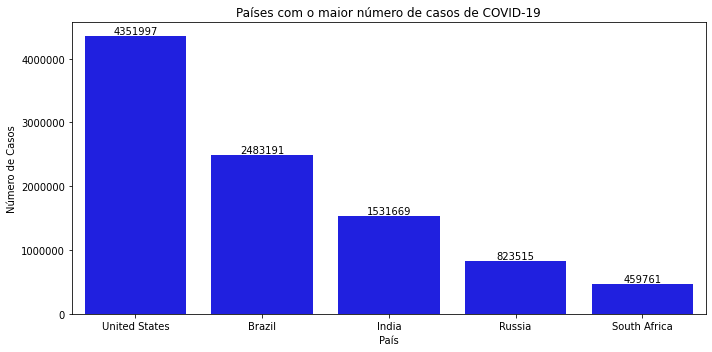 Países com o maior número de casos de COVID-19
4351997
2483191
1531669
823515
459761
4000000
3000000
2000000
1000000
0
Número de Casos
United States Brazil India Russia South Africa
País